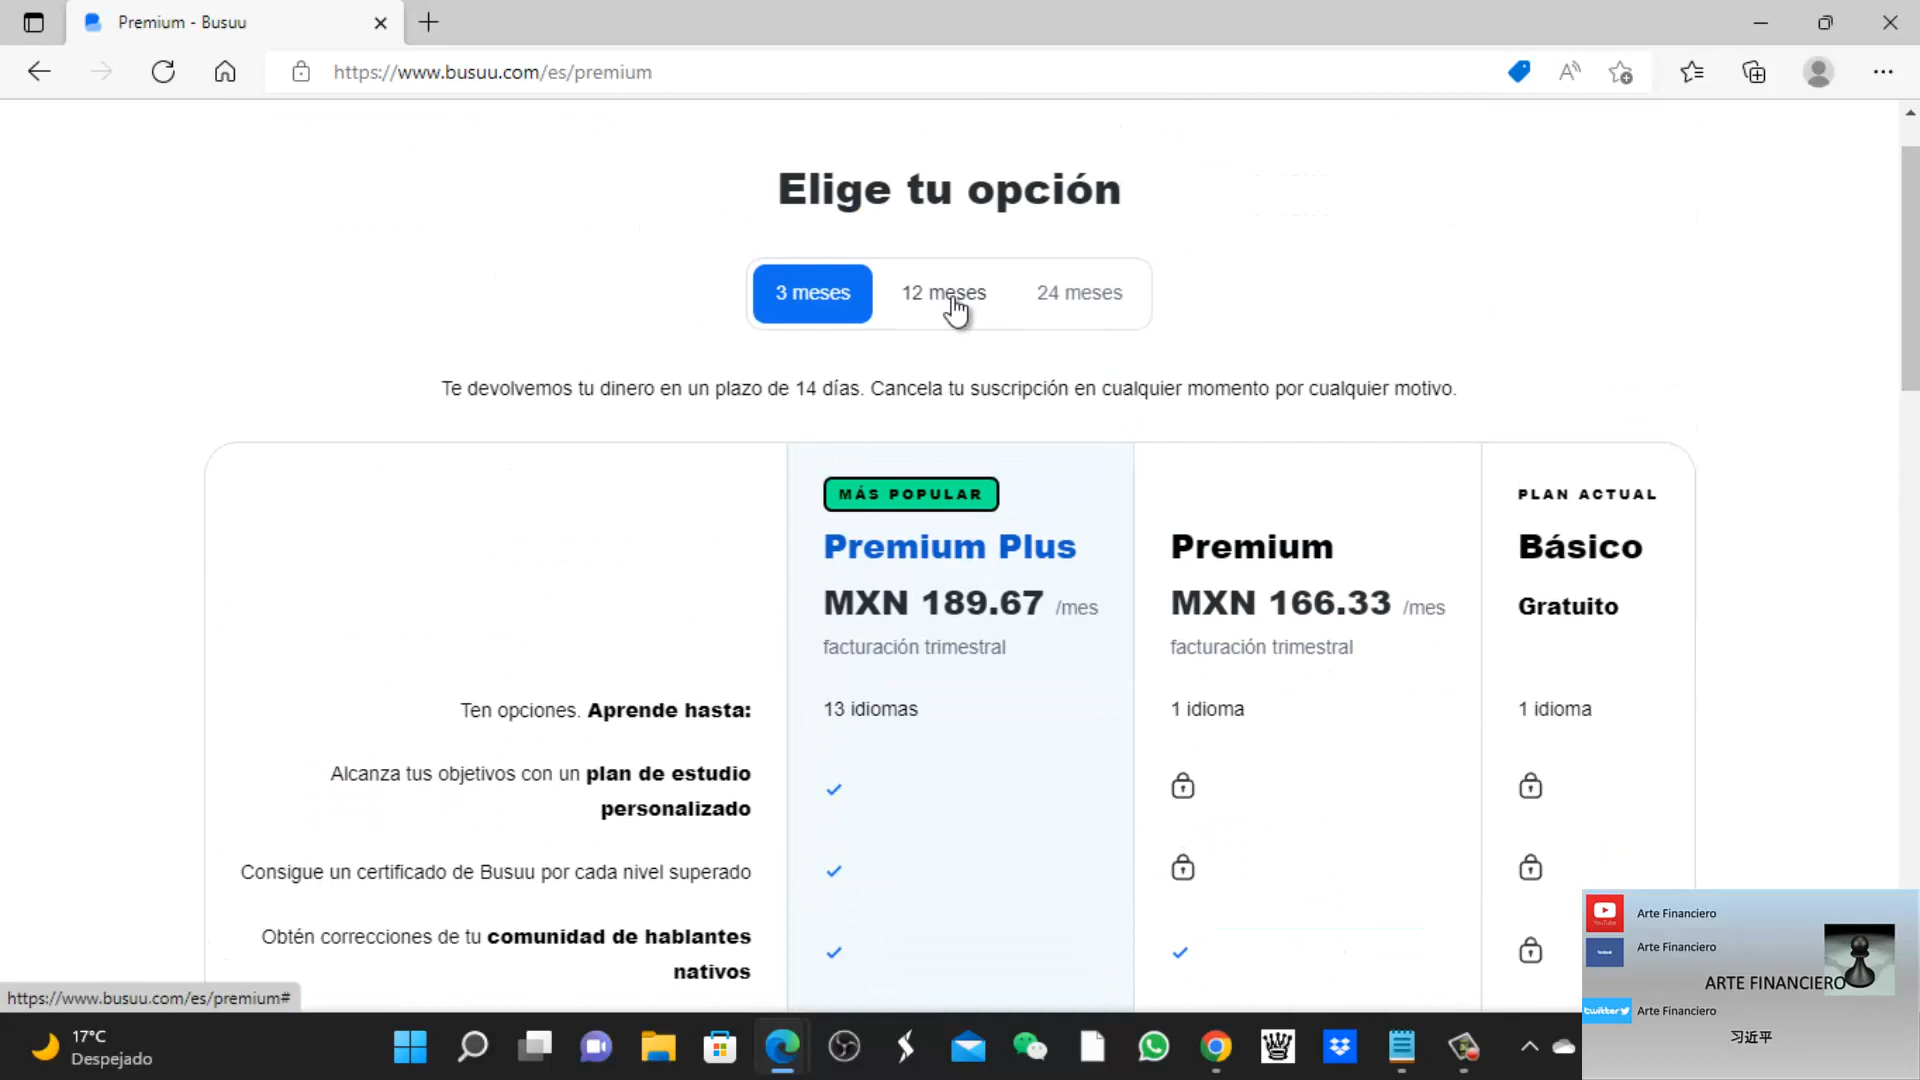 Premium - Busuu
https://www.busuu.com/es/premium
Elige tu opción
3 meses
12 meses
24 meses
Te devolvemos tu dinero en un plazo de 14 días. Cancela tu suscripción en cualquier momento por cualquier motivo.
MÁS POPULAR
Premium Plus
MXN 189.67 /mes
facturación trimestral
Premium
MXN 166.33 /mes
facturación trimestral
PLAN ACTUAL
Básico
Gratuito
Ten opciones. Aprende hasta:
13 idiomas
1 idioma
1 idioma
Alcanza tus objetivos con un plan de estudio
personalizado
Consigue un certificado de Busuu por cada nivel superado
Obtén correcciones de tu comunidad de hablantes
nativos
https://www.busuu.com/es/premium#
17°C
Despejado
YouTube
Arte Financiero
facebook
Arte Financiero
ARTE FINANCIERO
twitter
Arte Financiero
习近平